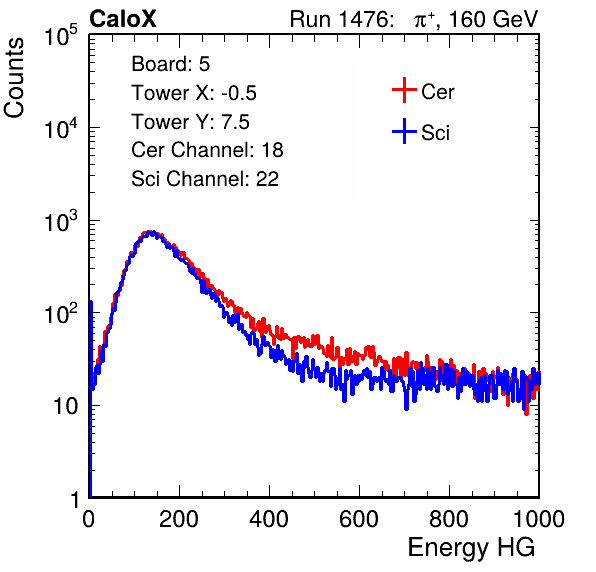 CaloX Run 1476: π⁺, 160 GeV
Counts
10⁵
10⁴
10³
10²
10
1
Board: 5
Tower X: -0.5
Tower Y: 7.5
Cer Channel: 18
Sci Channel: 22
Cer
Sci
0 200 400 600 800 1000
Energy HG